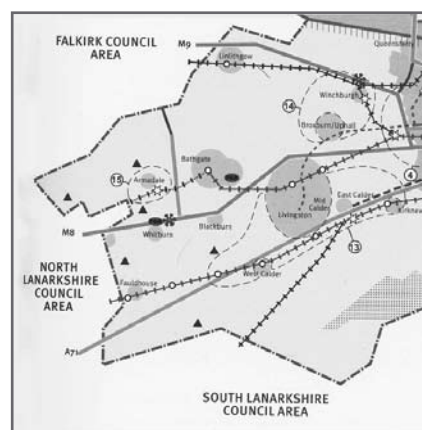 FALKIRK COUNCIL
AREA
M9
Queensferry
Linlithgow
Winchburgh
14
Broxburn/Uphall
Bathgate
15
Armadale
4
East Calder
Mid
Calder
Livingston
Kirknew
Blackburn
Whitburn
M8
13
NORTH
LANARKSHIRE
COUNCIL
AREA
West Calder
Fauldhouse
A71
SOUTH LANARKSHIRE
COUNCIL AREA